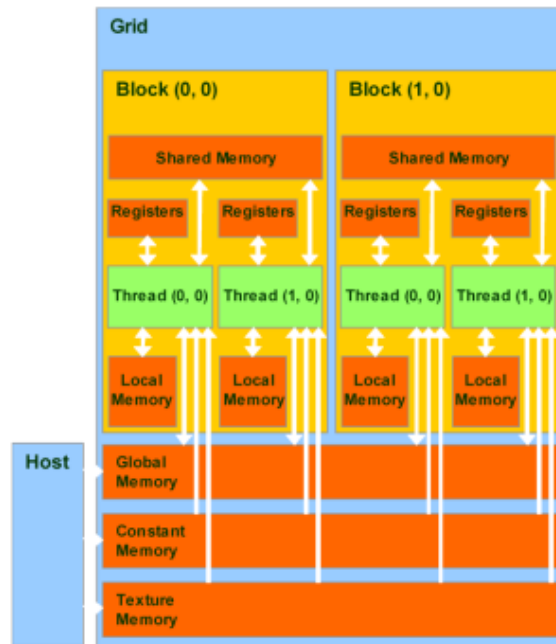 Grid
Block (0, 0)
Block (1, 0)
Shared Memory
Shared Memory
Registers
Registers
Registers
Registers
Thread (0, 0)
Thread (1, 0)
Thread (0, 0)
Thread (1, 0)
Local
Memory
Local
Memory
Local
Memory
Local
Memory
Host
Global
Memory
Constant
Memory
Texture
Memory